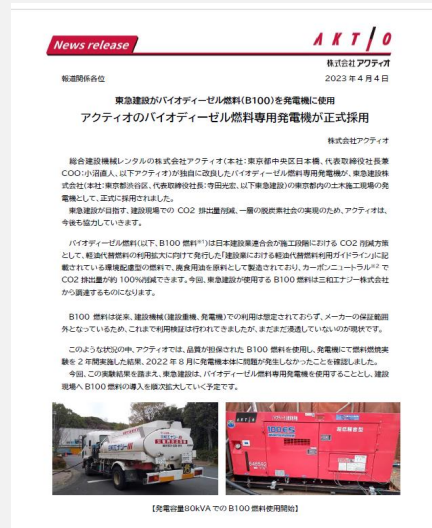 News release
AKTIO
株式会社アクティオ
報道関係各位
2023年4月4日
東急建設がバイオディーゼル燃料(B100)を発電機に使用
アクティオのバイオディーゼル燃料専用発電機が正式採用
株式会社アクティオ
総合建設機械レンタルの株式会社アクティオ(本社:東京都中央区日本橋、代表取締役社長兼
COO:小沼直人、以下アクティオ)が独自に改良したバイオディーゼル燃料専用発電機が、東急建設株
式会社(本社:東京都渋谷区、代表取締役社長:寺田光宏、以下東急建設)の東京都内の土木施工現場の発
電機として、正式に採用されました。
東急建設が目指す、建設現場での CO2 排出量削減、一層の脱炭素社会の実現のため、アクティオは、
今後も協力していきます。
バイオディーゼル燃料(以下、B100 燃料※1)は日本建設業連合会が施工段階における CO2 削減方策
として、軽油代替燃料の利用拡大に向けて発行した「建設業における軽油代替燃料利用ガイドライン」に記
載されている環境配慮型の燃料で、廃食用油を原料として製造されており、カーボンニュートラル※2 で
CO2 排出量が約 100%削減できます。今回、東急建設が使用する B100 燃料は三和エナジー株式会社
から調達するものになります。
B100 燃料は従来、建設機械(建設重機、発電機)での利用は想定されておらず、メーカーの保証範囲
外となっているため、これまで利用検証は行われてきましたが、まだまだ浸透していないのが現状です。
このような状況の中、アクティオでは、品質が担保された B100 燃料を使用し、発電機にて燃料燃焼実
験を 2 年間実施した結果、2022 年 8 月に発電機本体に問題が発生しなかったことを確認しました。
今回、この実験結果を踏まえ、東急建設は、バイオディーゼル燃料専用発電機を使用することとし、建設
現場へ B100 燃料の導入を順次拡大していく予定です。
AKTIO
【発電容量80kVA での B100 燃料使用開始】